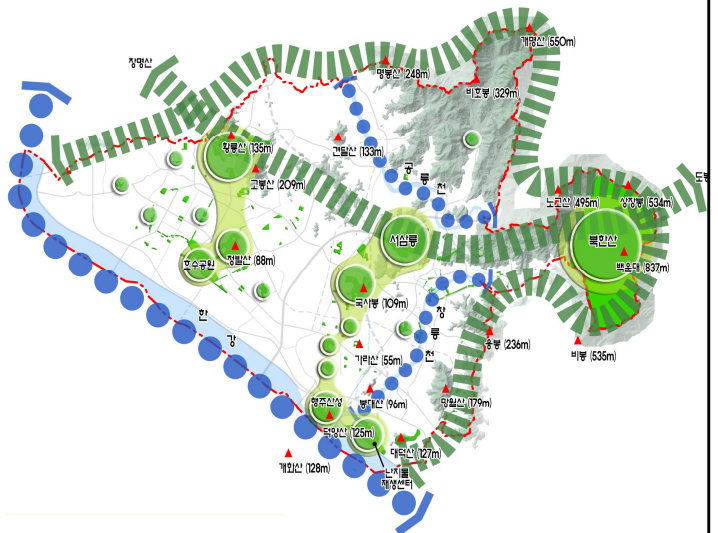 개명산 (550m)
장명산
명봉산 (248m)
비호봉 (329m)
황룡산 (135m)
견달산 (133m)
고봉산 (209m)
공릉천
노고산 (495m)
상장봉 (534m)
도봉
서삼릉
북한산
정발산 (88m)
호수공원
백운대 (837m)
국사봉 (109m)
한강
창릉천
기라산 (55m)
응봉 (236m)
비봉 (535m)
행주산성
봉대산 (96m)
망월산 (179m)
덕양산 (125m)
대덕산 (127m)
개화산 (128m)
난지물
재생센터